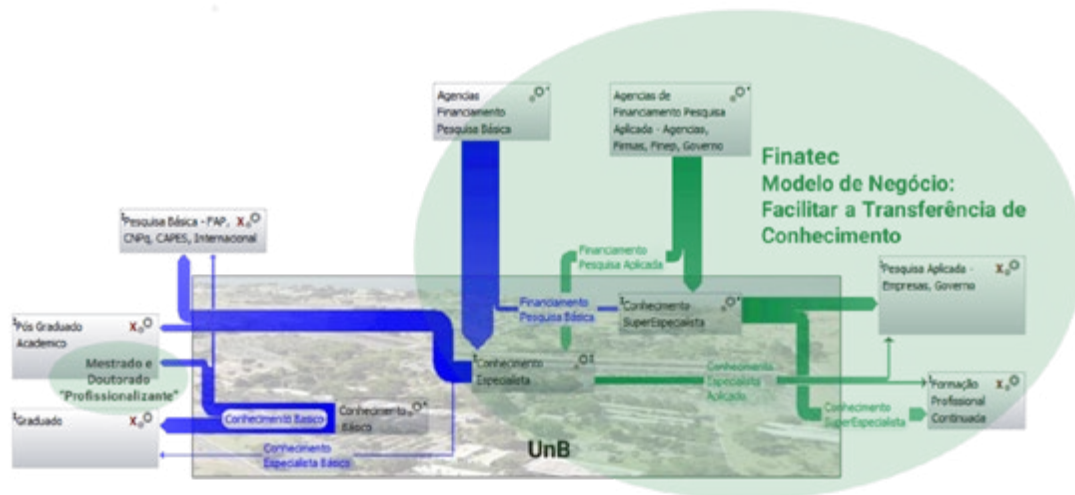 Agencias
Financiamento
Pesquisa Básica
Agencias de
Financiamento Pesquisa
Aplicada - Agencias,
Firmas, Finep, Governo
Finatec
Modelo de Negócio:
Facilitar a Transferência de
Conhecimento
Pesquisa Básica - FAP,
CNPq, CAPES, Internacional
Financiamento
Pesquisa Aplicada
Pesquisa Aplicada -
Empresas, Governo
Financiamento
Pesquisa Básica
Conhecimento
SuperEspecialista
Pós Graduado
Academico
Mestrado e
Doutorado
"Profissionalizante"
Conhecimento
Especialista
Conhecimento
Especialista
Aplicado
Formação
Profissional
Continuada
Graduado
Conhecimento Basico
Conhecimento
Básico
Conhecimento
SuperEspecialista
Conhecimento
Especialista Básico
UnB